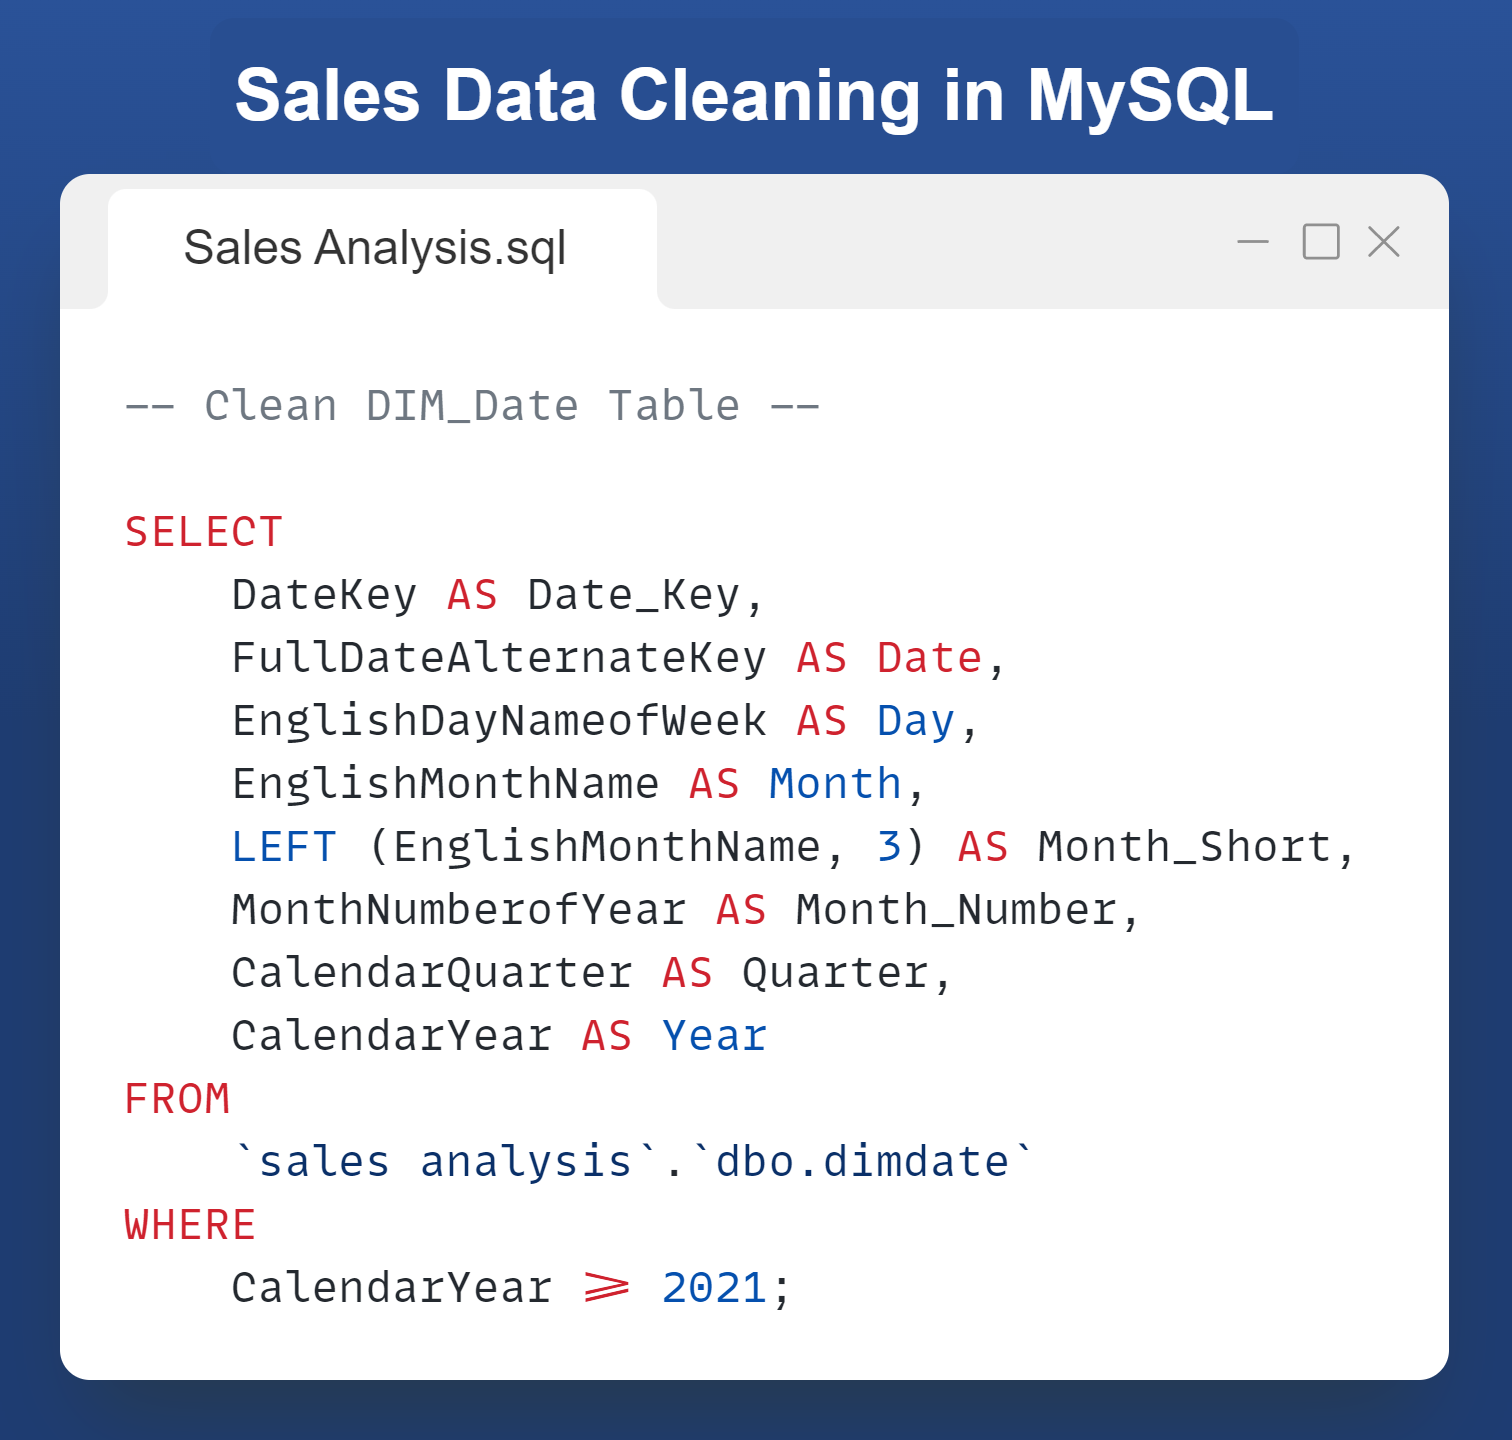 Sales Data Cleaning in MySQL
Sales Analysis.sql
-- Clean DIM_Date Table --
SELECT
DateKey AS Date_Key,
FullDateAlternateKey AS Date,
EnglishDayNameofWeek AS Day,
EnglishMonthName AS Month,
LEFT (EnglishMonthName, 3) AS Month_Short,
MonthNumberofYear AS Month_Number,
CalendarQuarter AS Quarter,
CalendarYear AS Year
FROM
`sales analysis`.`dbo.dimdate`
WHERE
CalendarYear >= 2021;